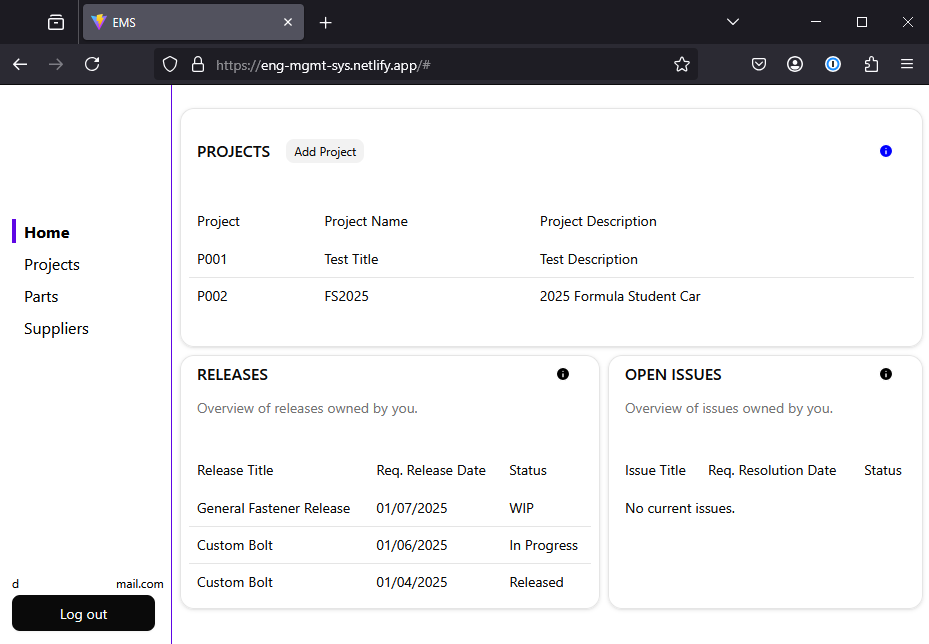 EMS
https://eng-mgmt-sys.netlify.app/#
Home
Projects
Parts
Suppliers
d mail.com
Log out
PROJECTS Add Project
Project Project Name Project Description
P001 Test Title Test Description
P002 FS2025 2025 Formula Student Car
RELEASES
Overview of releases owned by you.
Release Title Req. Release Date Status
General Fastener Release 01/07/2025 WIP
Custom Bolt 01/06/2025 In Progress
Custom Bolt 01/04/2025 Released
OPEN ISSUES
Overview of issues owned by you.
Issue Title Req. Resolution Date Status
No current issues.